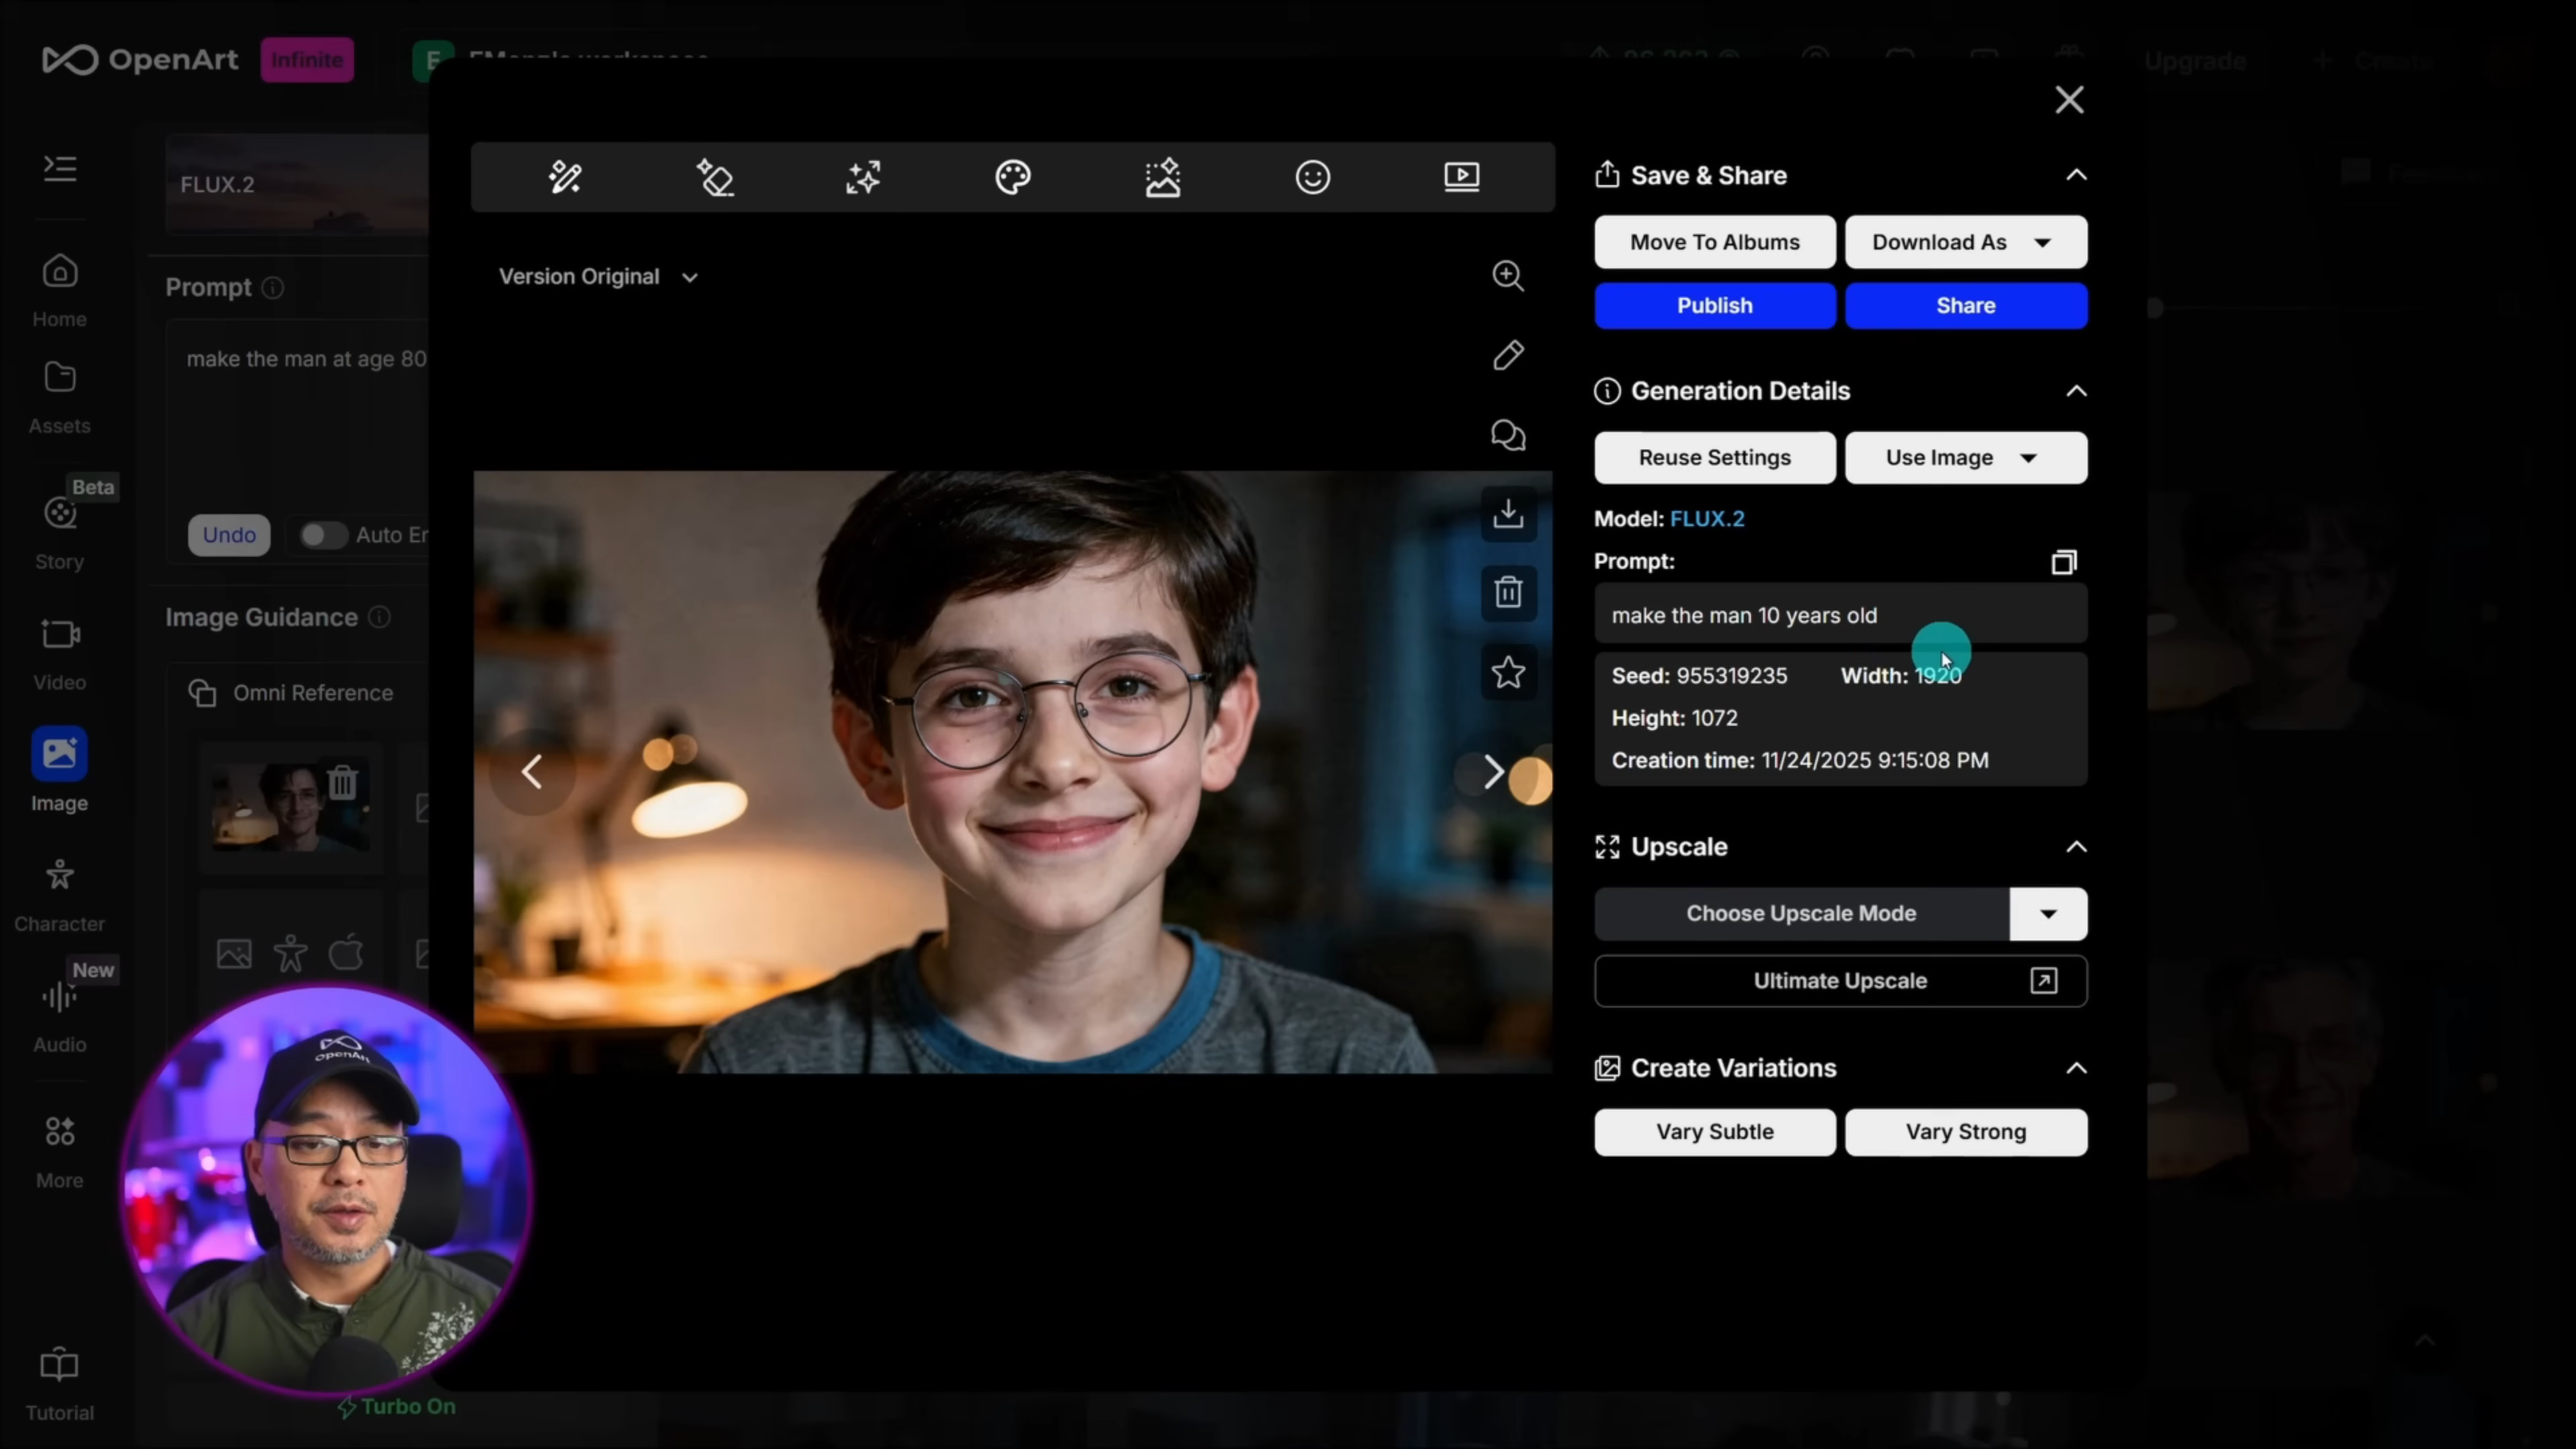 OpenArt
Infinite
E
Upgrade
Create
FLUX.2
Prompt
make the man at age 80
Undo
Auto Er
Image Guidance
Omni Reference
Home
Assets
Beta
Story
Video
Image
Character
New
Audio
More
Tutorial
Turbo On
OpenArt
Version Original
Save & Share
Move To Albums
Download As
Publish
Share
Generation Details
Reuse Settings
Use Image
Model: FLUX.2
Prompt:
make the man 10 years old
Seed: 955319235 Width: 1920
Height: 1072
Creation time: 11/24/2025 9:15:08 PM
Upscale
Choose Upscale Mode
Ultimate Upscale
Create Variations
Vary Subtle
Vary Strong